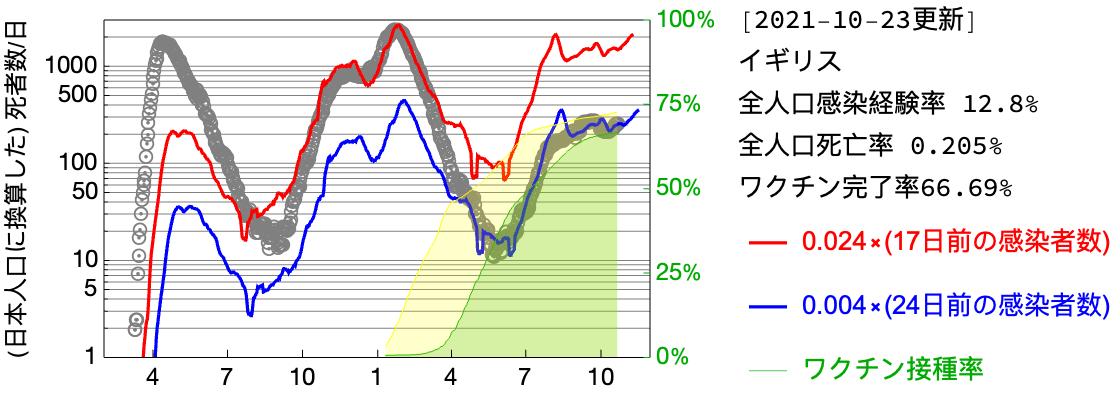 (日本人口に換算した) 死者数/日
1000
500
100
50
10
5
1
4
7
10
1
4
7
10
100%
75%
50%
25%
0%
[2021-10-23更新]
イギリス
全人口感染経験率 12.8%
全人口死亡率 0.205%
ワクチン完了率66.69%
0.024×(17日前の感染者数)
0.004×(24日前の感染者数)
ワクチン接種率